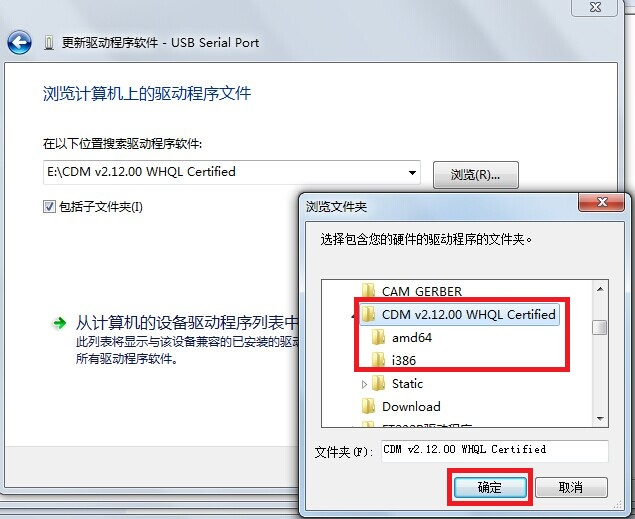 更新驱动程序软件 - USB Serial Port
浏览计算机上的驱动程序文件
在以下位置搜索驱动程序软件:
E:\CDM v2.12.00 WHQL Certified
浏览(R)...
包括子文件夹(I)
从计算机的设备驱动程序列表中
此列表将显示与该设备兼容的已安装的驱动
所有驱动程序软件。
浏览文件夹
选择包含您的硬件的驱动程序的文件夹。
CAM_GERBER
CDM v2.12.00 WHQL Certified
amd64
i386
Static
Download
文件夹(F):
CDM v2.12.00 WHQL Certified
确定
取消